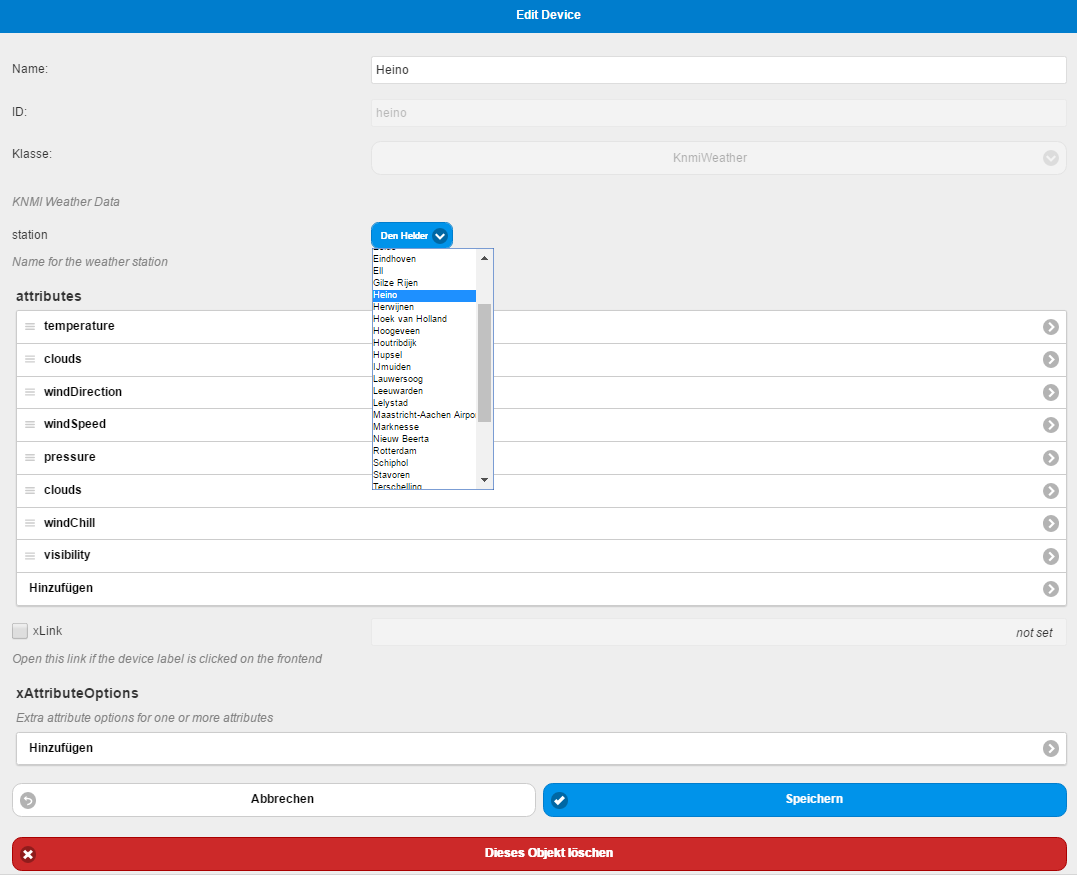 Edit Device
Name:
Heino
ID:
heino
Klasse:
KnmiWeather
KNMI Weather Data
station
Den Helder
Name for the weather station
Eindhoven
Ell
Gilze Rijen
Heino
Herwijnen
Hoek van Holland
Hoogeveen
Houtribdijk
Hupsel
IJmuiden
Lauwersoog
Leeuwarden
Lelystad
Maastricht-Aachen Airpo
Marknesse
Nieuw Beerta
Rotterdam
Schiphol
Stavoren
Terschelling
attributes
temperature
clouds
windDirection
windSpeed
pressure
clouds
windChill
visibility
Hinzufügen
xLink
not set
Open this link if the device label is clicked on the frontend
xAttributeOptions
Extra attribute options for one or more attributes
Hinzufügen
Abbrechen
Speichern
Dieses Objekt löschen